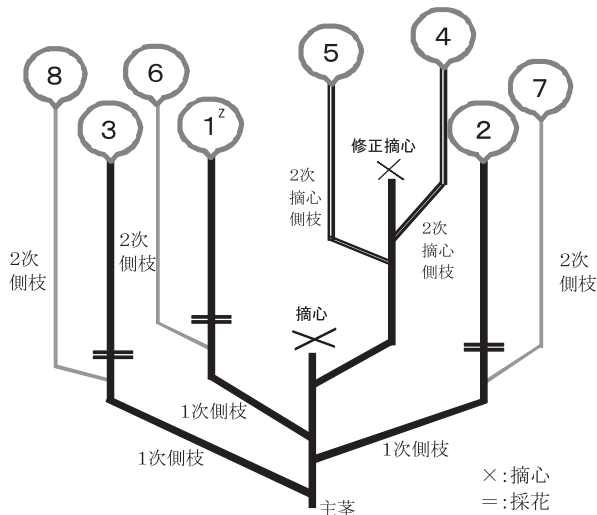 5
4
8
6
7
3
1z
2
修正摘心
2次
摘心
側枝
2次
摘心
側枝
2次
側枝
2次
側枝
2次
側枝
摘心
1次側枝
1次側枝
1次側枝
主茎
×:摘心
=:採花